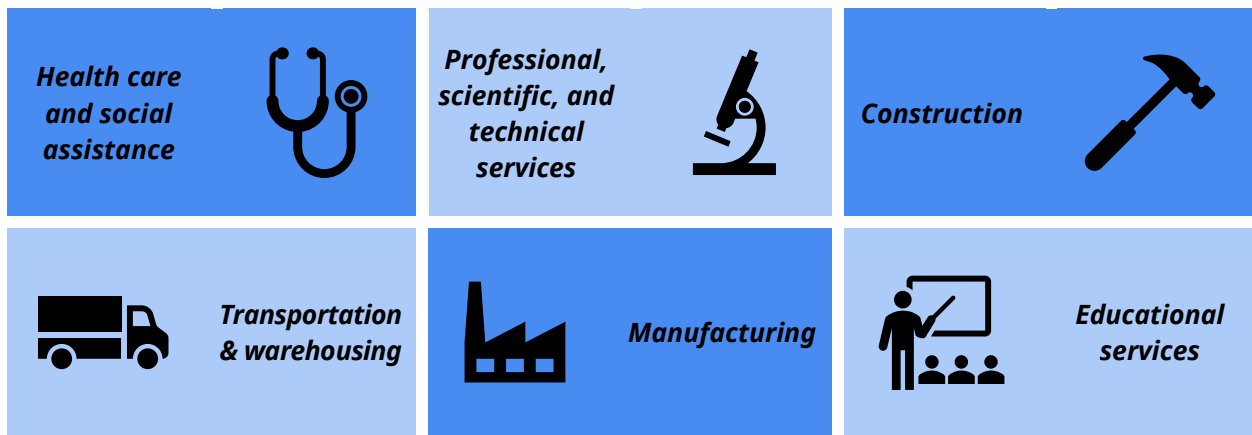 Health care
and social
assistance
Professional,
scientific, and
technical
services
Construction
Transportation
& warehousing
Manufacturing
Educational
services